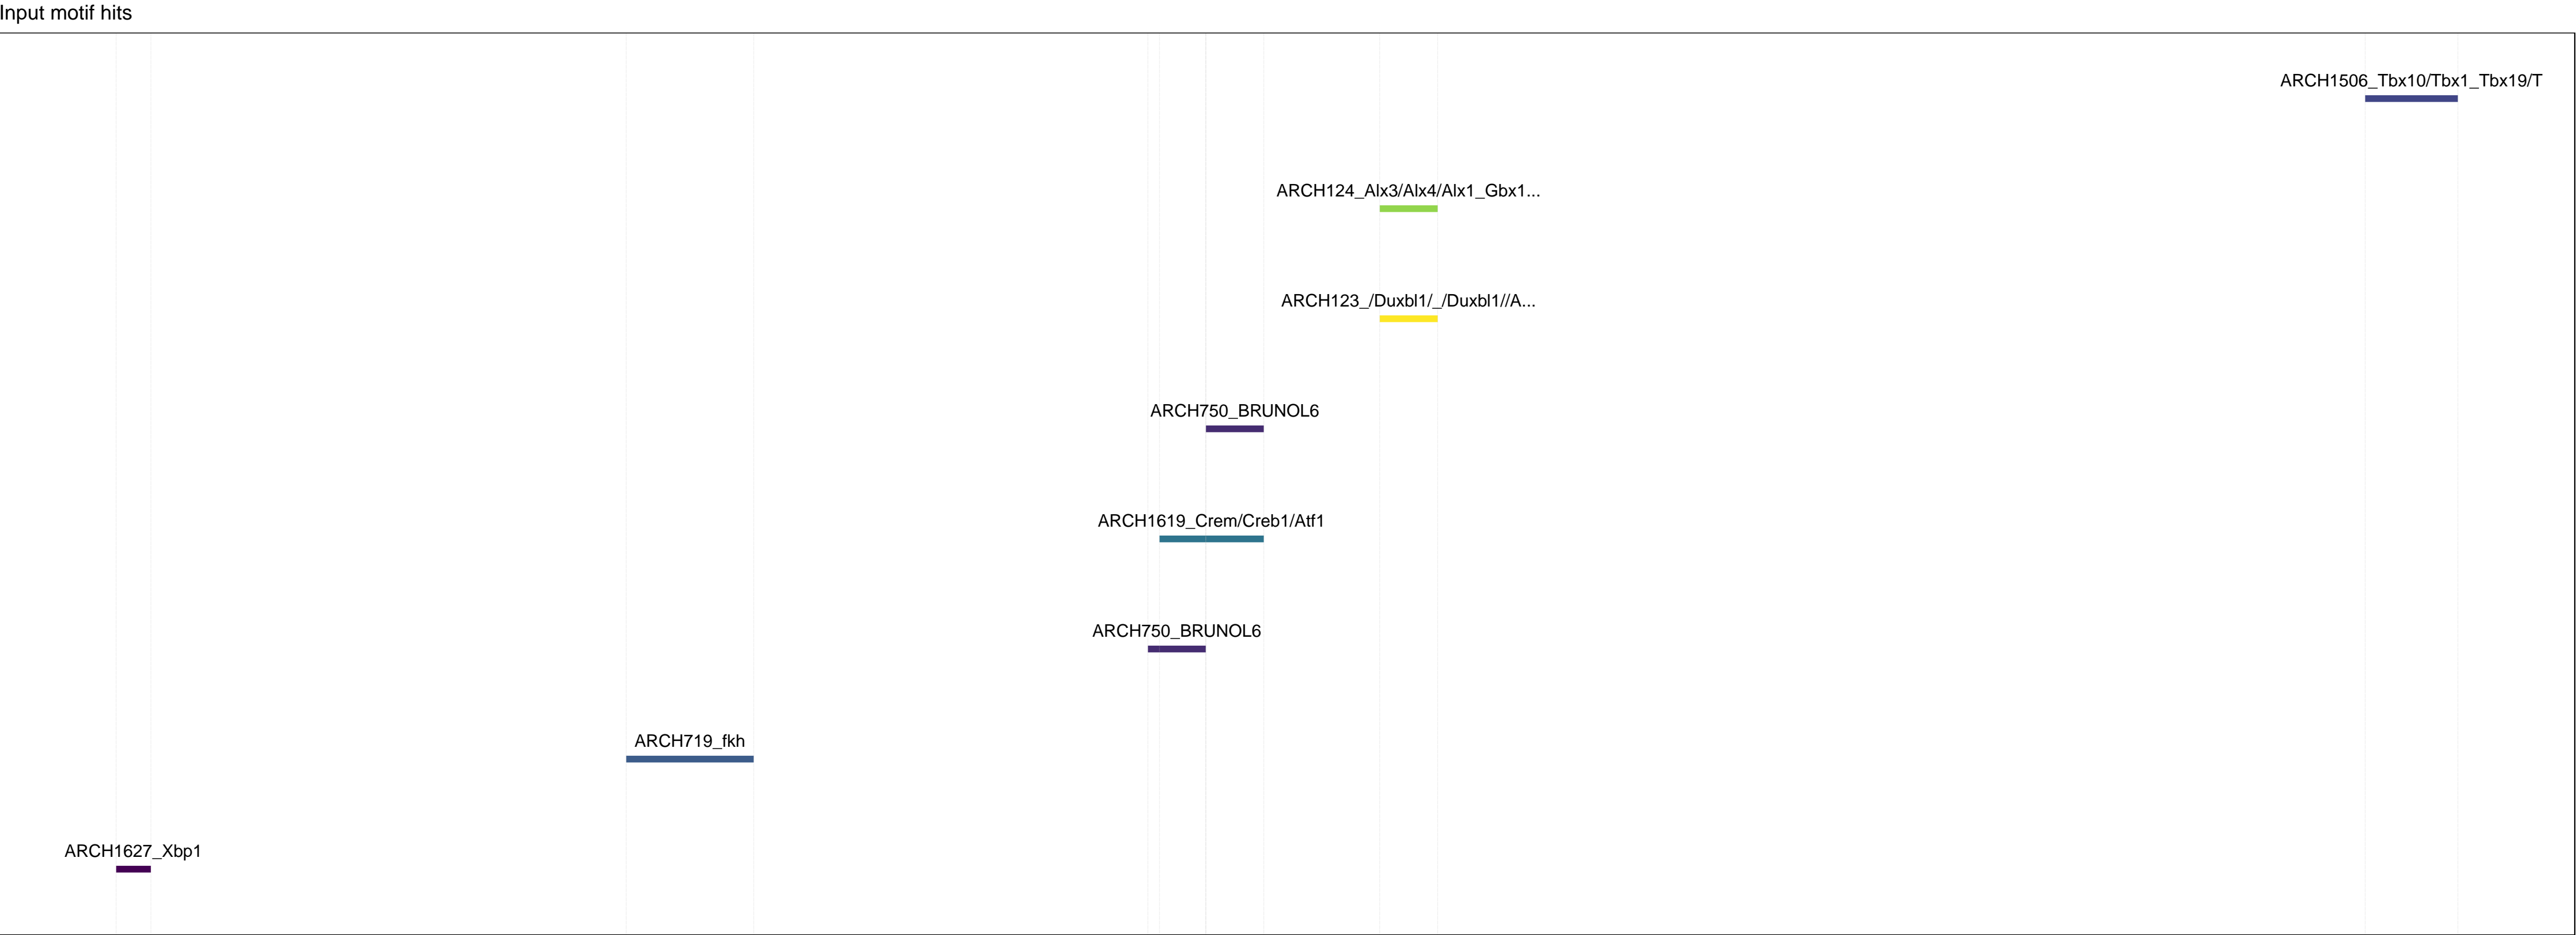 Input motif hits
ARCH1506_Tbx10/Tbx1_Tbx19/T
ARCH124_Alx3/Alx4/Alx1_Gbx1...
ARCH123_/Duxbl1/_/Duxbl1//A...
ARCH750_BRUNOL6
ARCH1619_Crem/Creb1/Atf1
ARCH750_BRUNOL6
ARCH719_fkh
ARCH1627_Xbp1